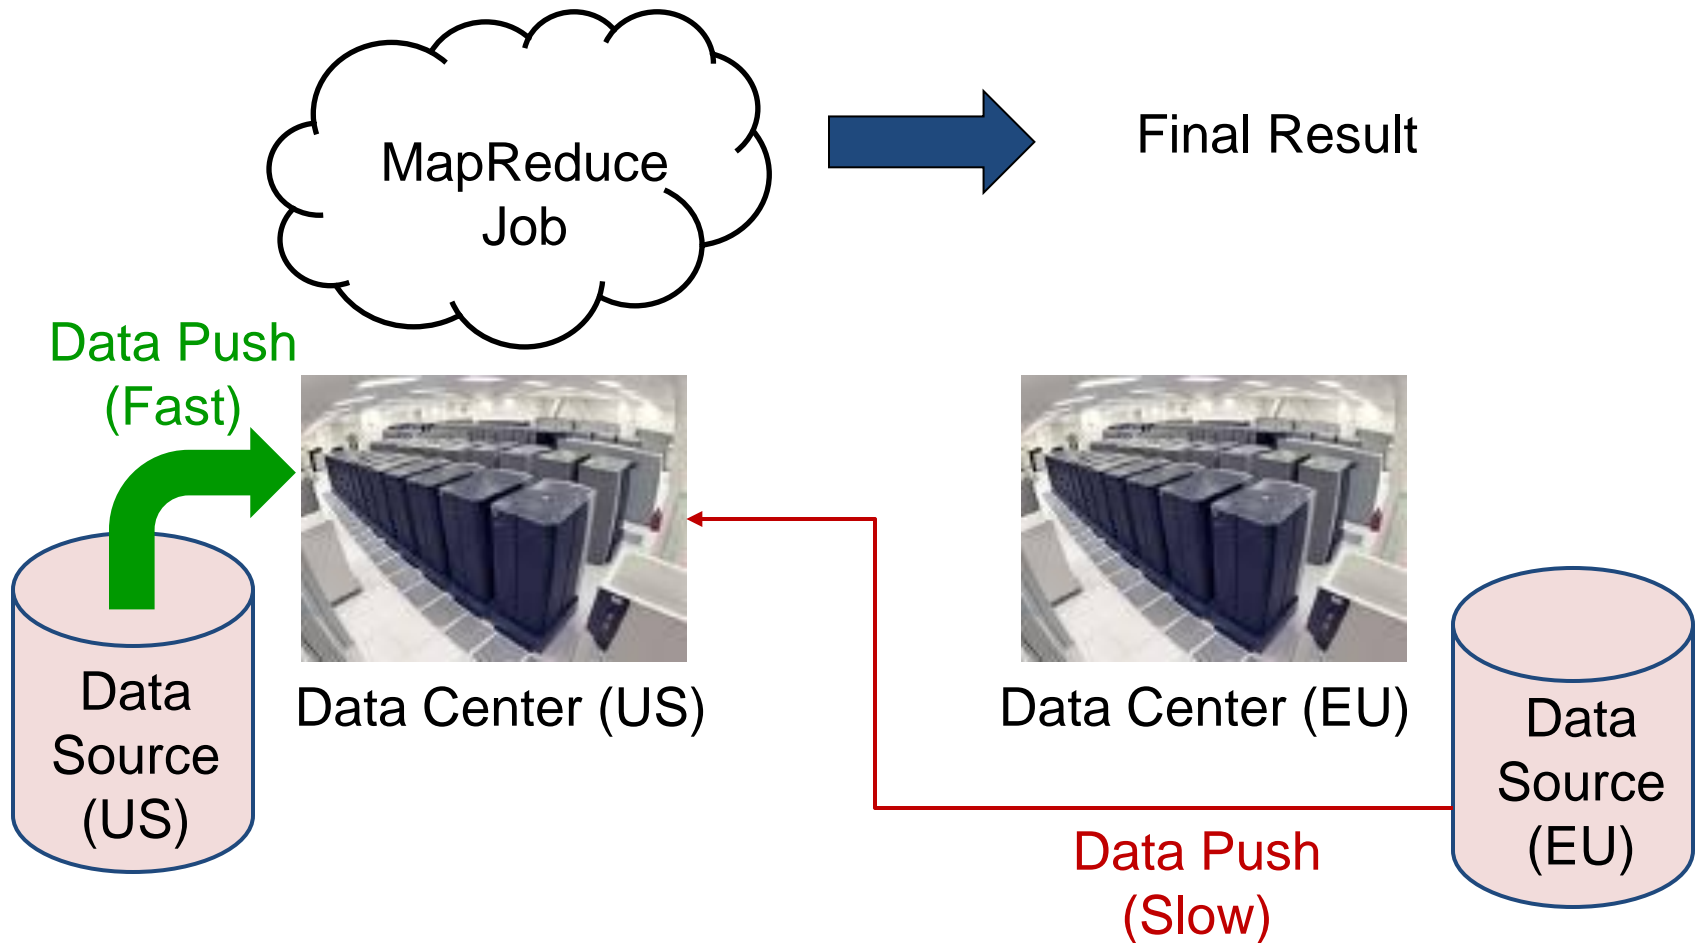 MapReduce
Job
Final Result
Data Push
(Fast)
Data
Source
(US)
Data Center (US)
Data Center (EU)
Data
Source
(EU)
Data Push
(Slow)